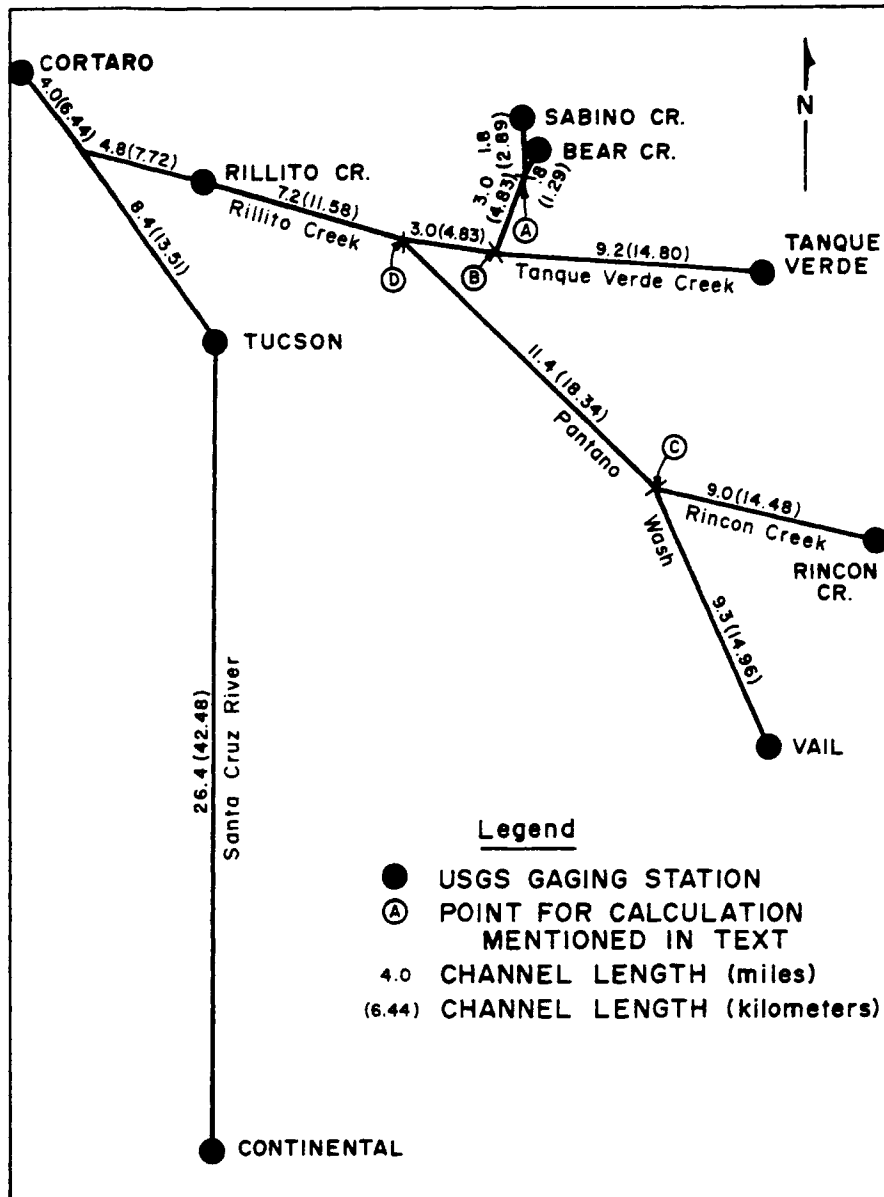 CORTARO
4.0(6.44)
4.8(7.72)
RILLITO CR.
7.2(11.58)
Rillito Creek
8.4(13.51)
TUCSON
SABINO CR.
1.8
(2.89)
BEAR CR.
.8
(1.29)
3.0
(4.83)
A
N
3.0(4.83)
B
D
9.2(14.80)
Tanque Verde Creek
TANQUE
VERDE
11.4(18.34)
Pantano
Wash
C
9.0(14.48)
Rincon Creek
RINCON
CR.
9.3(14.96)
VAIL
26.4(42.48)
Santa Cruz River
CONTINENTAL
Legend
USGS GAGING STATION
A POINT FOR CALCULATION
MENTIONED IN TEXT
4.0 CHANNEL LENGTH (miles)
(6.44) CHANNEL LENGTH (kilometers)